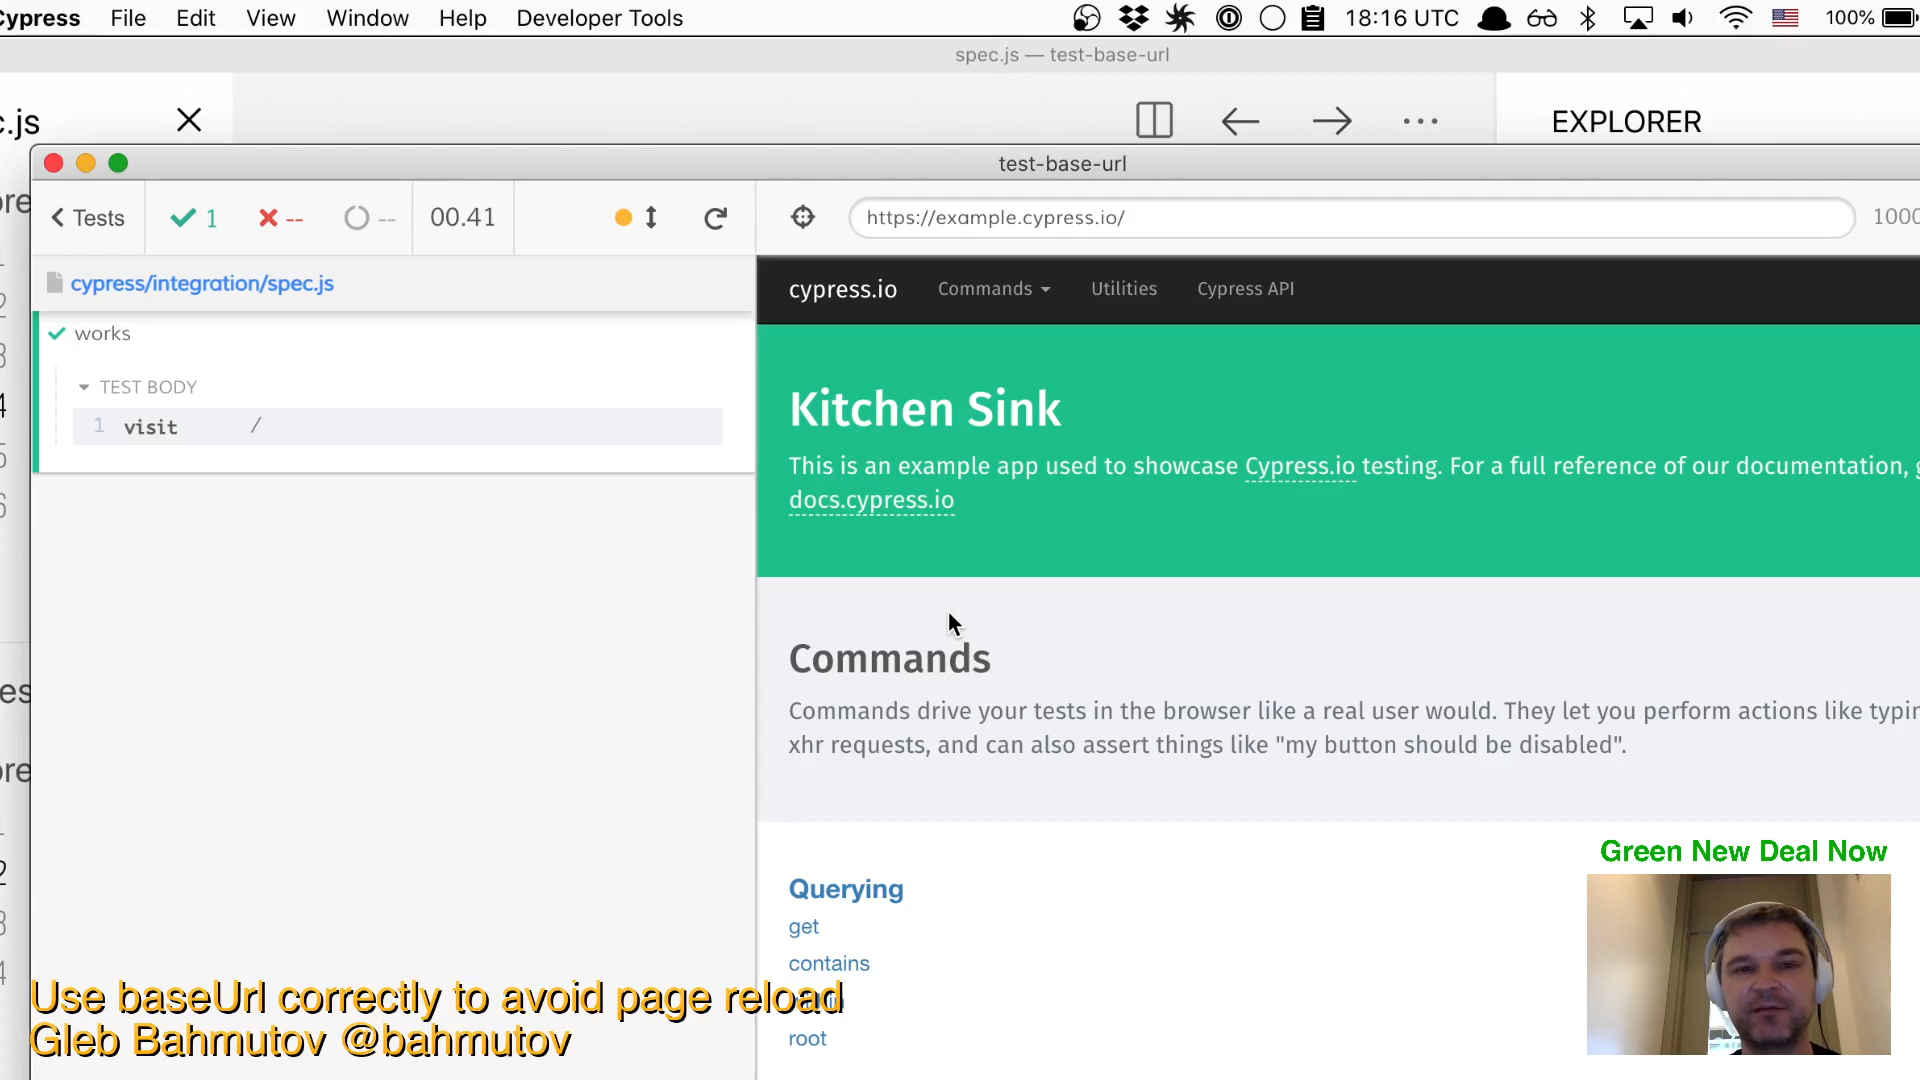 Cypress File Edit View Window Help Developer Tools 18:16 UTC 100%
spec.js — test-base-url
c.js EXPLORER
test-base-url
Tests 1 -- -- 00.41 https://example.cypress.io/ 1000
cypress/integration/spec.js
cypress.io Commands Utilities Cypress API
works
TEST BODY
1 visit /
Kitchen Sink
This is an example app used to showcase Cypress.io testing. For a full reference of our documentation, g
docs.cypress.io
Commands
Commands drive your tests in the browser like a real user would. They let you perform actions like typin
xhr requests, and can also assert things like "my button should be disabled".
Querying
get
contains
root
Green New Deal Now
Use baseUrl correctly to avoid page reload
Gleb Bahmutov @bahmutov